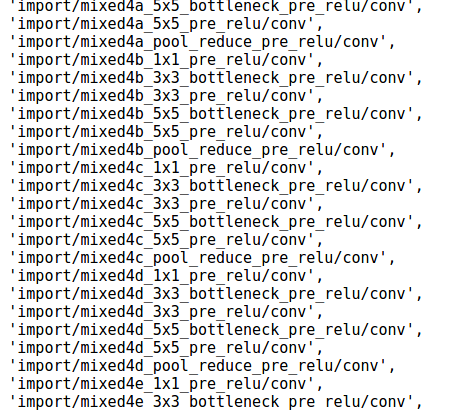 'import/mixed4a_5x5_bottleneck_pre_relu/conv',
'import/mixed4a_5x5_pre_relu/conv',
'import/mixed4a_pool_reduce_pre_relu/conv',
'import/mixed4b_1x1_pre_relu/conv',
'import/mixed4b_3x3_bottleneck_pre_relu/conv',
'import/mixed4b_3x3_pre_relu/conv',
'import/mixed4b_5x5_bottleneck_pre_relu/conv',
'import/mixed4b_5x5_pre_relu/conv',
'import/mixed4b_pool_reduce_pre_relu/conv',
'import/mixed4c_1x1_pre_relu/conv',
'import/mixed4c_3x3_bottleneck_pre_relu/conv',
'import/mixed4c_3x3_pre_relu/conv',
'import/mixed4c_5x5_bottleneck_pre_relu/conv',
'import/mixed4c_5x5_pre_relu/conv',
'import/mixed4c_pool_reduce_pre_relu/conv',
'import/mixed4d_1x1_pre_relu/conv',
'import/mixed4d_3x3_bottleneck_pre_relu/conv',
'import/mixed4d_3x3_pre_relu/conv',
'import/mixed4d_5x5_bottleneck_pre_relu/conv',
'import/mixed4d_5x5_pre_relu/conv',
'import/mixed4d_pool_reduce_pre_relu/conv',
'import/mixed4e_1x1_pre_relu/conv',
'import/mixed4e_3x3_bottleneck_pre_relu/conv',